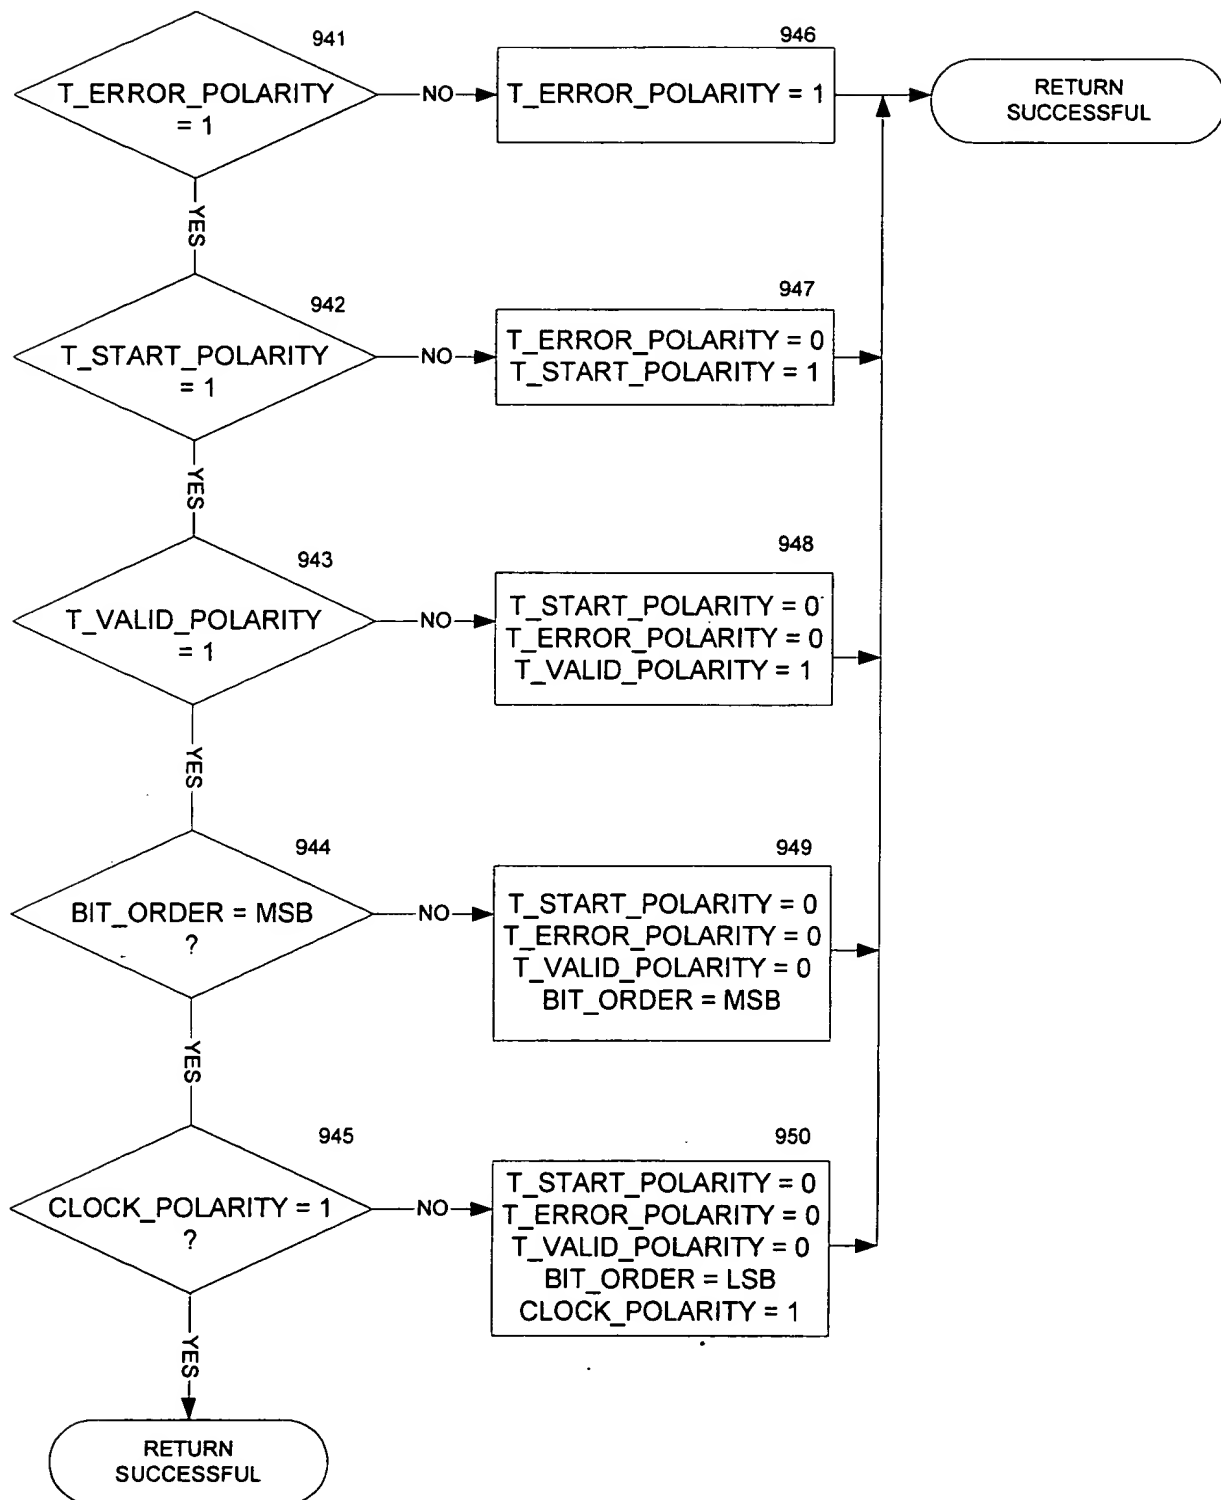 941
T_ERROR_POLARITY
= 1
NO
946
T_ERROR_POLARITY = 1
RETURN
SUCCESSFUL
YES
942
T_START_POLARITY
= 1
NO
947
T_ERROR_POLARITY = 0
T_START_POLARITY = 1
YES
943
T_VALID_POLARITY
= 1
NO
948
T_START_POLARITY = 0
T_ERROR_POLARITY = 0
T_VALID_POLARITY = 1
YES
944
BIT_ORDER = MSB
?
NO
949
T_START_POLARITY = 0
T_ERROR_POLARITY = 0
T_VALID_POLARITY = 0
BIT_ORDER = MSB
YES
945
CLOCK_POLARITY = 1
?
NO
950
T_START_POLARITY = 0
T_ERROR_POLARITY = 0
T_VALID_POLARITY = 0
BIT_ORDER = LSB
CLOCK_POLARITY = 1
YES
RETURN
SUCCESSFUL